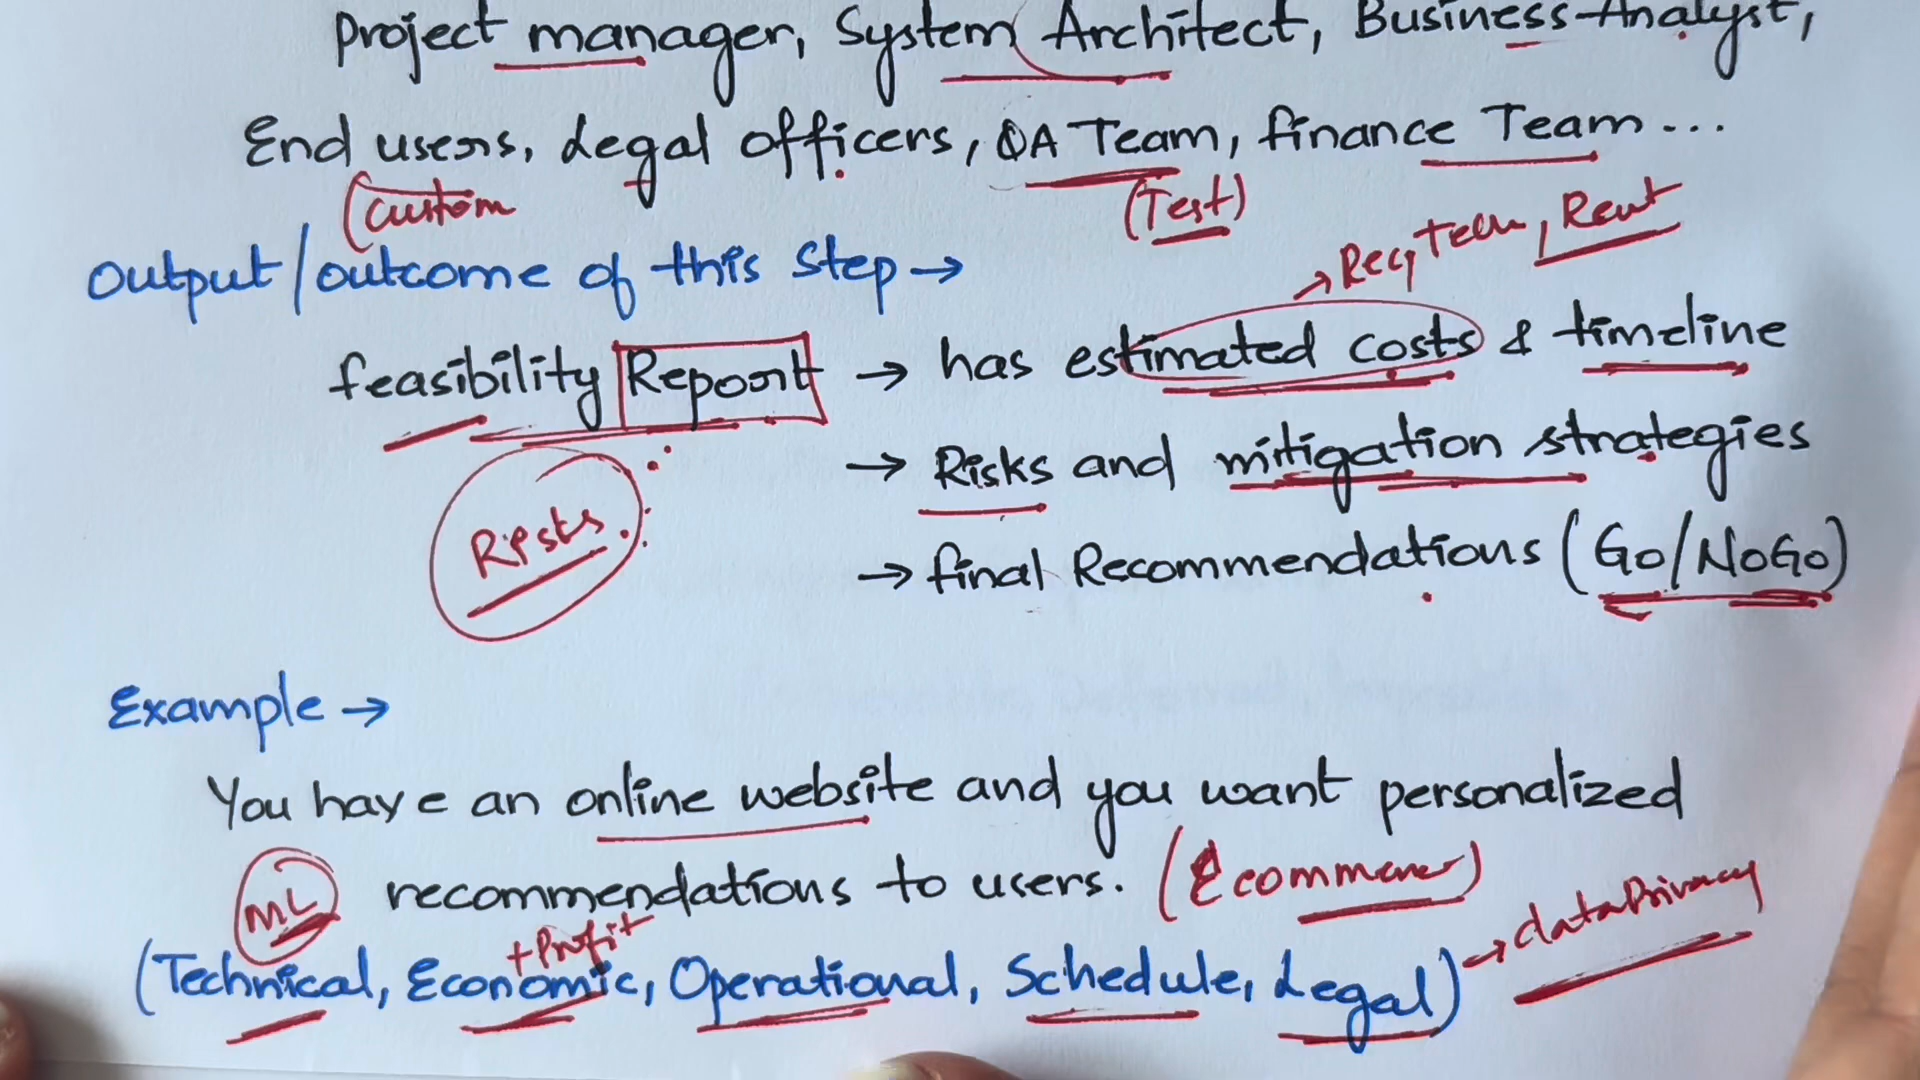 Project manager, System Architect, Business Analyst,
End users, Legal officers, QA Team, finance Team ...
(Custom
(Test)
→ Req, Team, Rent
Output/outcome of this step →
feasibility Report → has estimated costs & timeline
→ Risks and mitigation strategies
Risks
→ final Recommendations (Go/NoGo)
Example →
You have an online website and you want personalized
ML recommendations to users. (Ecommerce)
+Profit
→ dataPrivacy
(Technical, Economic, Operational, Schedule, Legal)